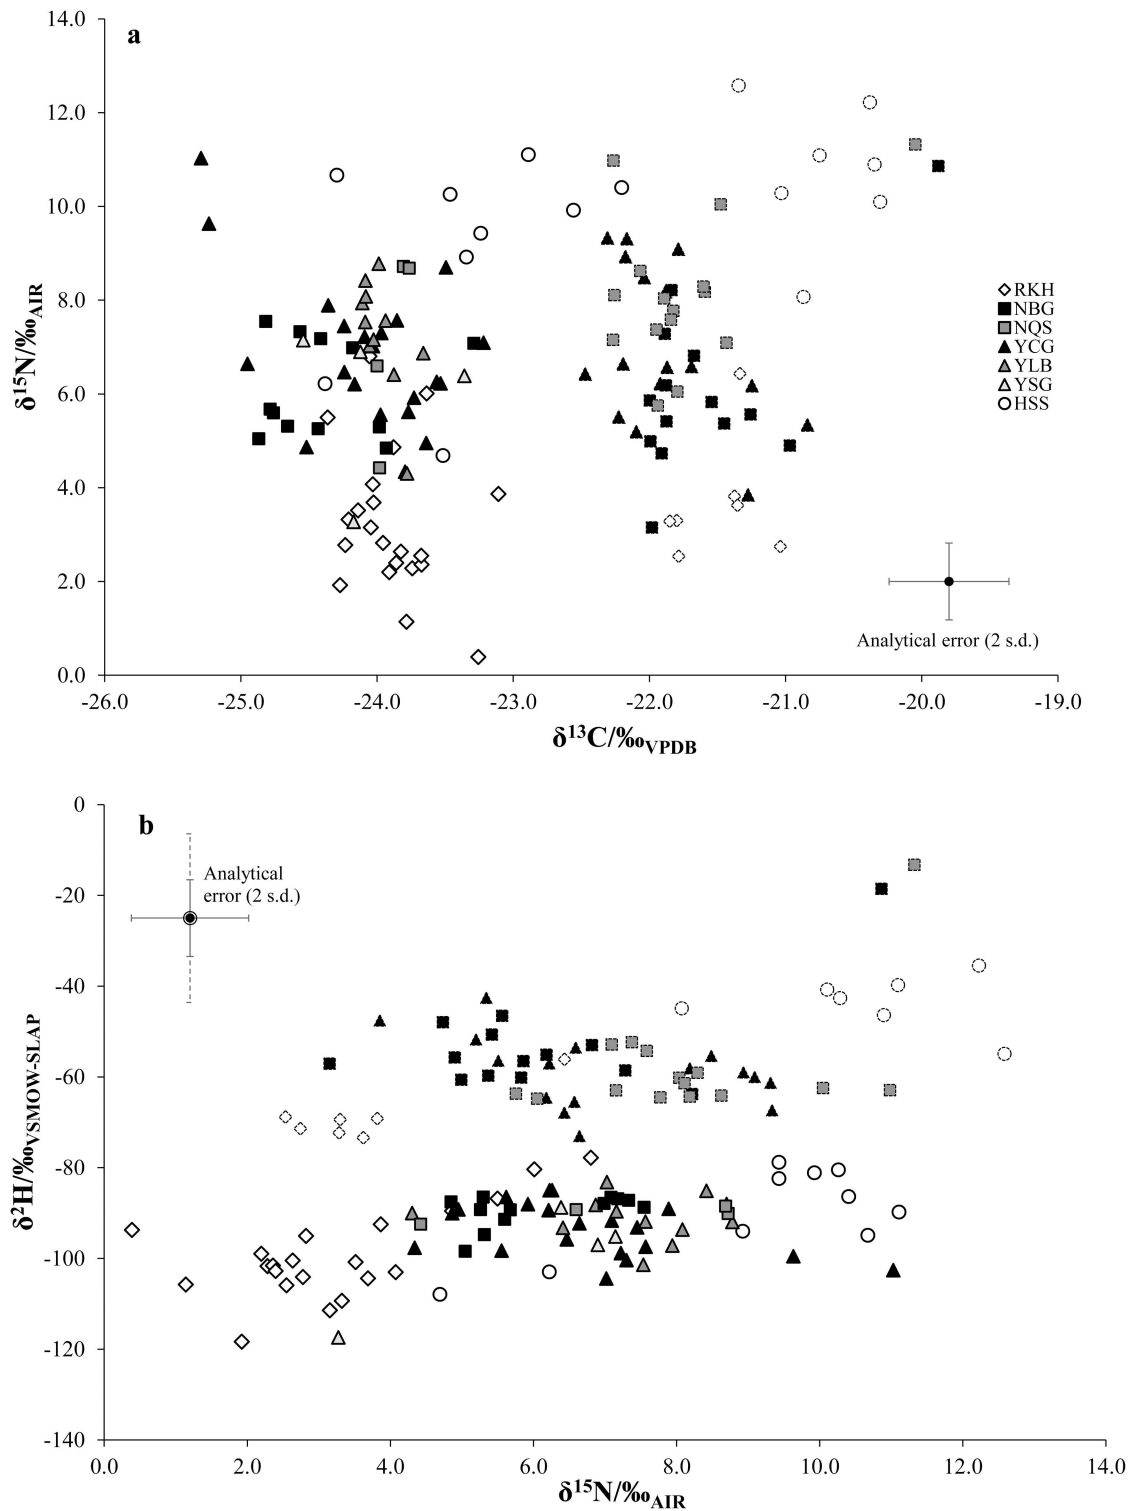 a
14.0
12.0
10.0
8.0
6.0
4.0
2.0
0.0
δ¹⁵N/‰AIR
RKH
NBG
NQS
YCG
YLB
YSG
HSS
Analytical error (2 s.d.)
-26.0 -25.0 -24.0 -23.0 -22.0 -21.0 -20.0 -19.0
δ¹³C/‰VPDB
b
0
-20
-40
-60
-80
-100
-120
-140
δ²H/‰VSMOW-SLAP
Analytical
error (2 s.d.)
0.0 2.0 4.0 6.0 8.0 10.0 12.0 14.0
δ¹⁵N/‰AIR